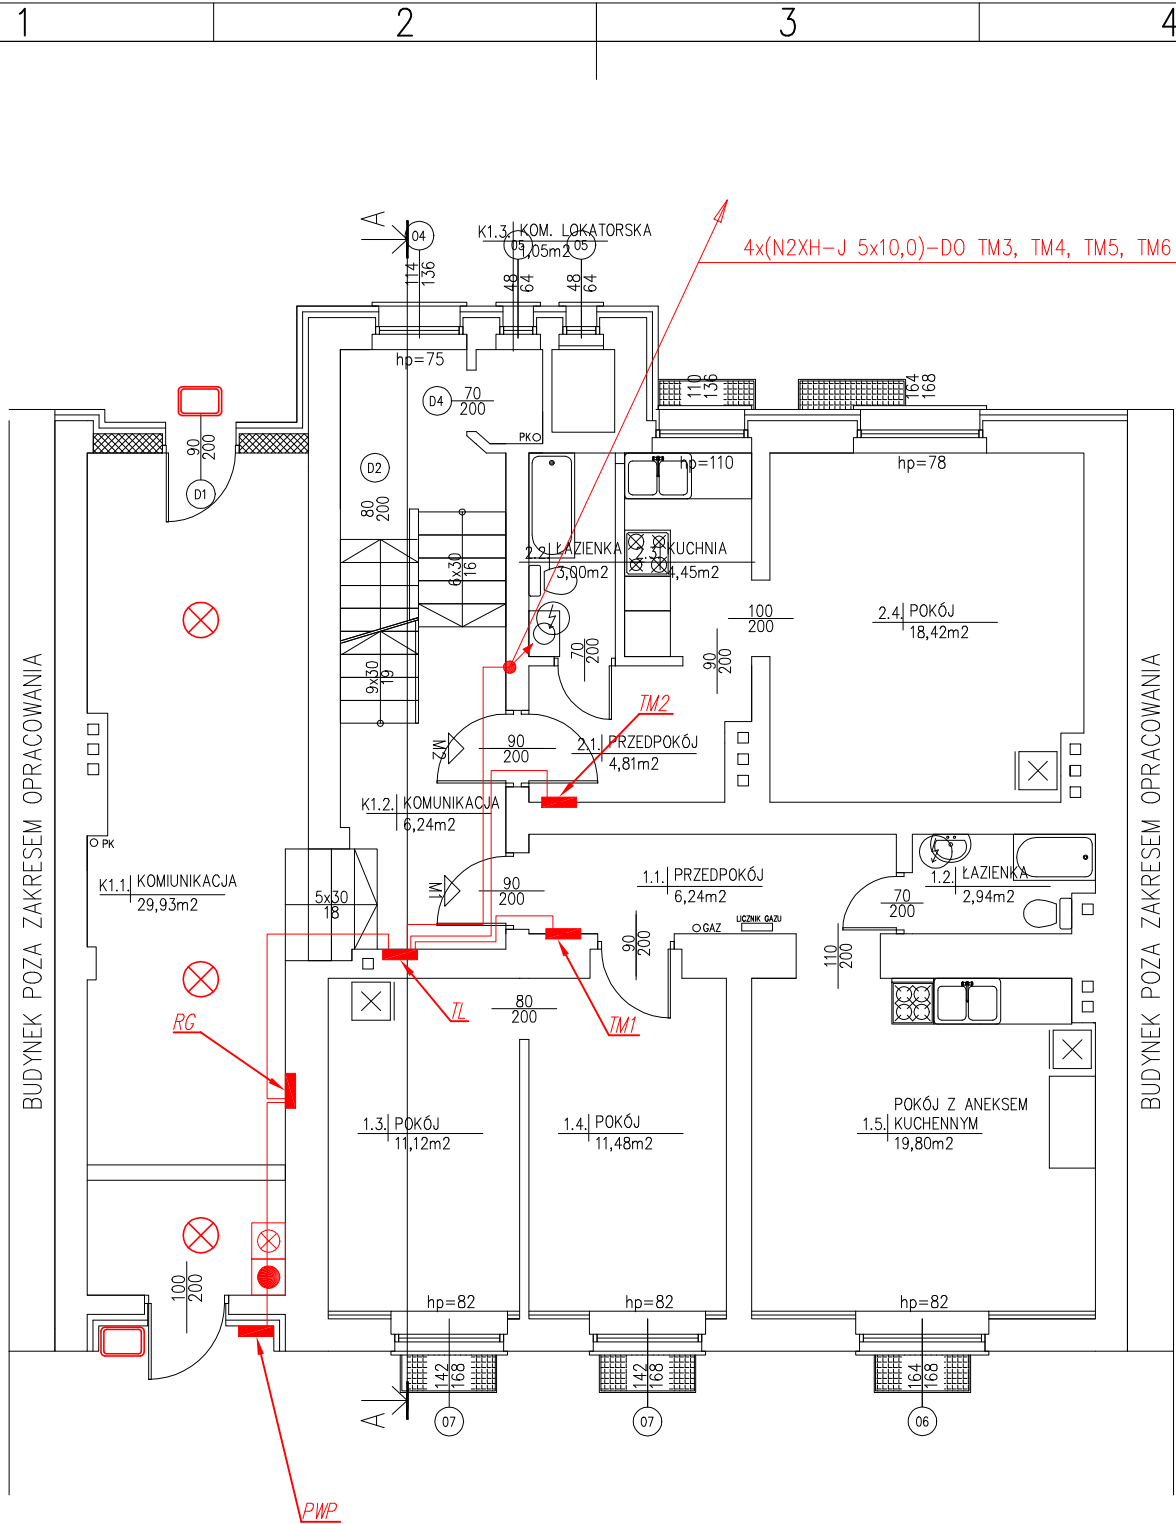 1
2
3
4
4x(N2XH-J 5x10,0)-DO TM3, TM4, TM5, TM6
A
04
K1.3. KOM. LOKATORSKA
1,05m2
05
05
114
136
48
64
48
64
hp=75
D4
70
200
PK
D2
80
200
90
200
D1
110
136
164
168
hp=110
hp=78
6x30
16
9x30
19
2.2. ŁAZIENKA
3,00m2
2.3. KUCHNIA
4,45m2
70
200
100
200
90
200
2.4. POKÓJ
18,42m2
BUDYNEK POZA ZAKRESEM OPRACOWANIA
BUDYNEK POZA ZAKRESEM OPRACOWANIA
TM2
M2
90
200
2.1. PRZEDPOKÓJ
4,81m2
K1.2. KOMUNIKACJA
6,24m2
PK
K1.1. KOMIUNIKACJA
29,93m2
5x30
18
M1
90
200
1.1. PRZEDPOKÓJ
6,24m2
GAZ
LICZNIK GAZU
90
200
70
200
1.2. ŁAZIENKA
2,94m2
110
200
RG
TL
80
200
TM1
1.3. POKÓJ
11,12m2
1.4. POKÓJ
11,48m2
POKÓJ Z ANEKSEM
1.5. KUCHENNYM
19,80m2
100
200
hp=82
hp=82
hp=82
142
168
142
168
164
168
A
07
07
06
PWP